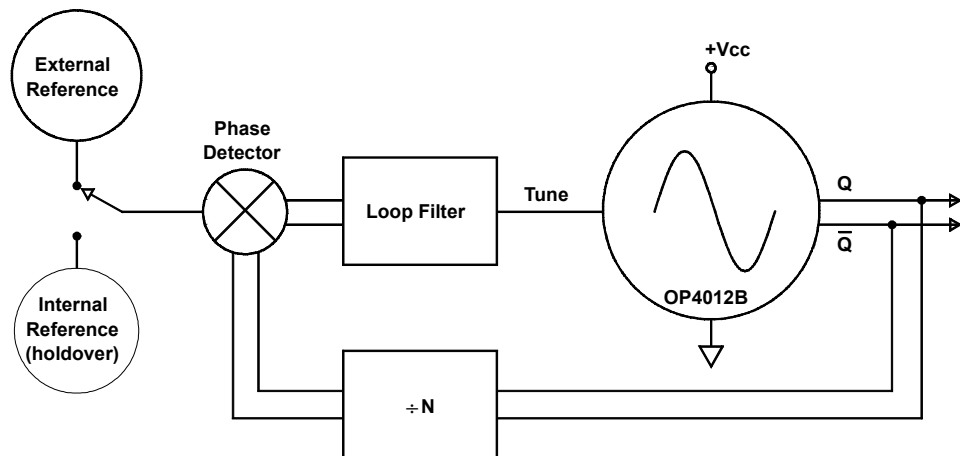 External
Reference
+Vcc
Phase
Detector
Loop Filter
Tune
Q
Q̅
OP4012B
Internal
Reference
(holdover)
÷N